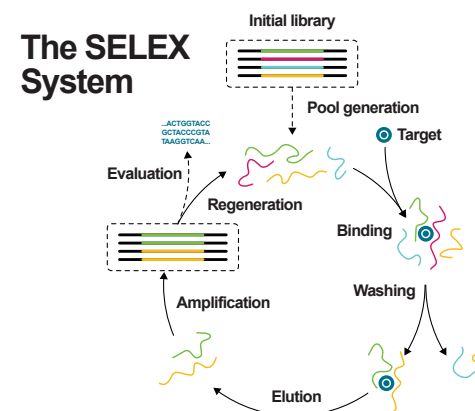 The SELEX
System
Initial library
Pool generation
Target
...ACTGGTACC
GCTACCCGTA
TAAGGTCAA...
Evaluation
Regeneration
Binding
Washing
Amplification
Elution